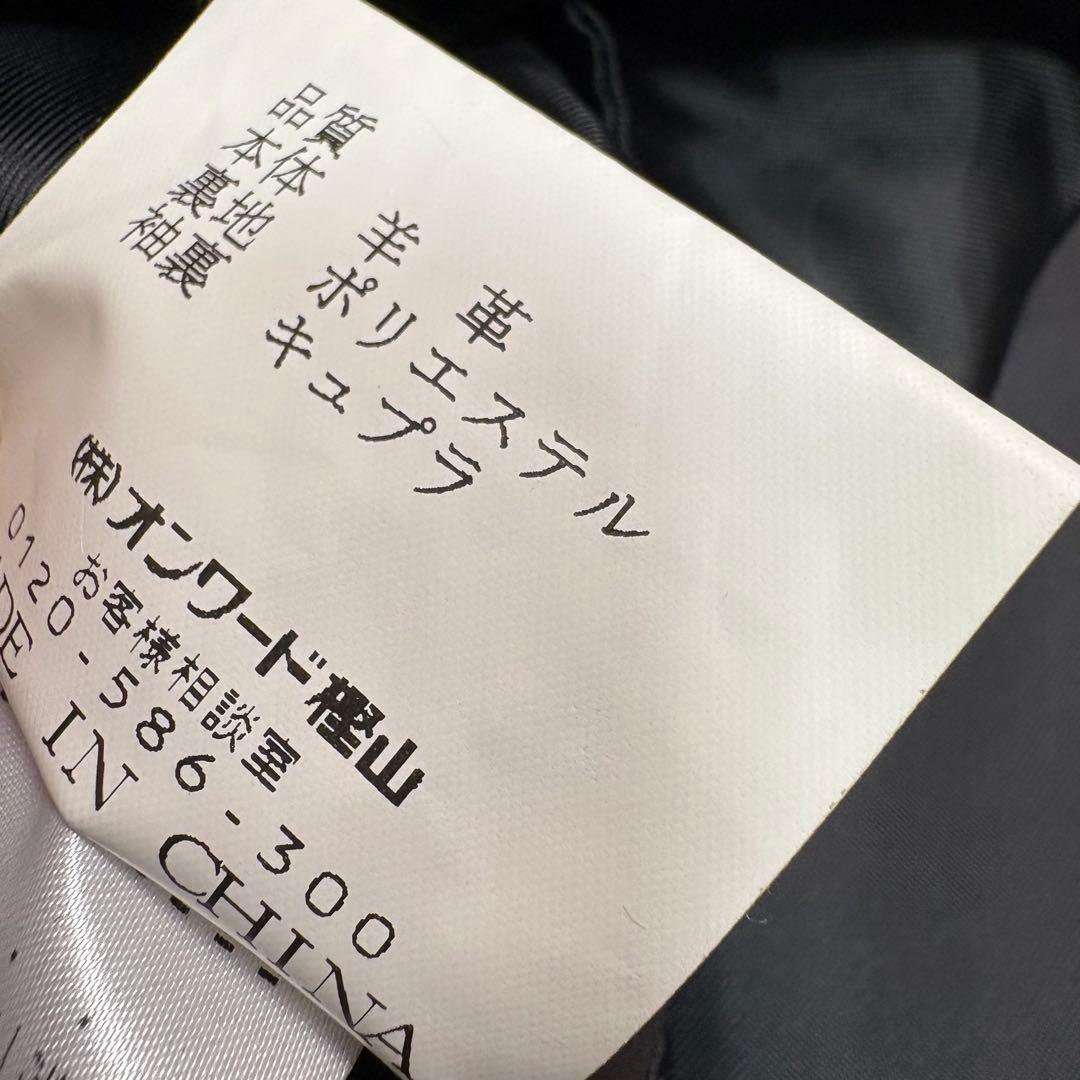 品質
本体 羊革
裏地 ポリエステル
袖裏 キュプラ
(株)オンワード樫山
お客様相談室
0120-586-300
DE IN CHINA